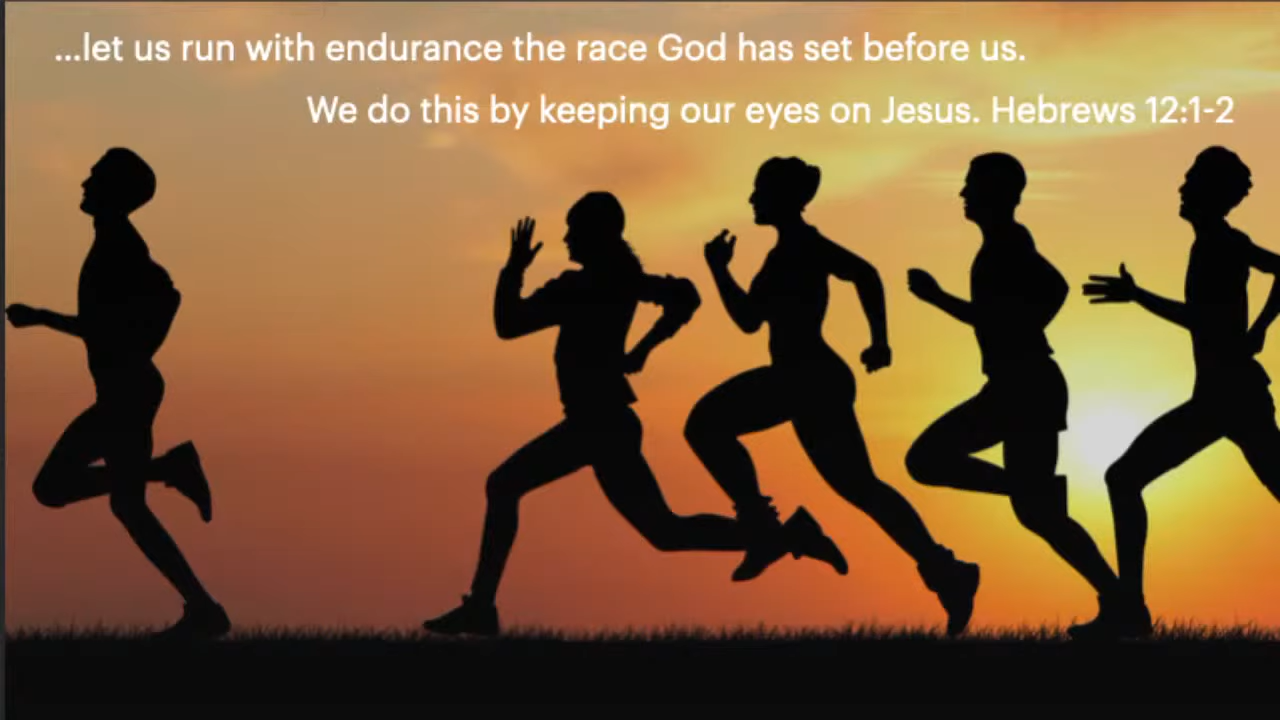 ...let us run with endurance the race God has set before us.
We do this by keeping our eyes on Jesus. Hebrews 12:1-2